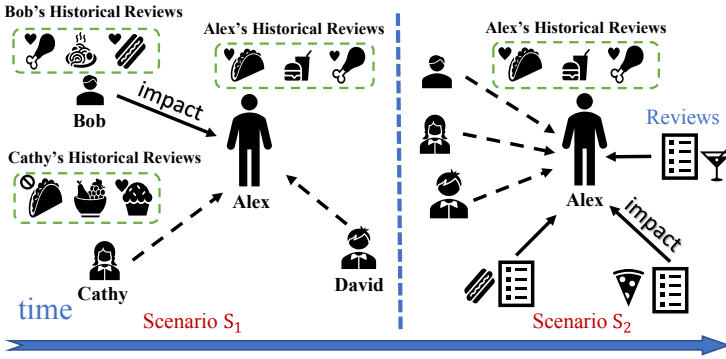 Bob's Historical Reviews
Bob
impact
Alex's Historical Reviews
Alex
Cathy's Historical Reviews
Cathy
David
time
Scenario S₁
Alex's Historical Reviews
Reviews
Alex
impact
Scenario S₂